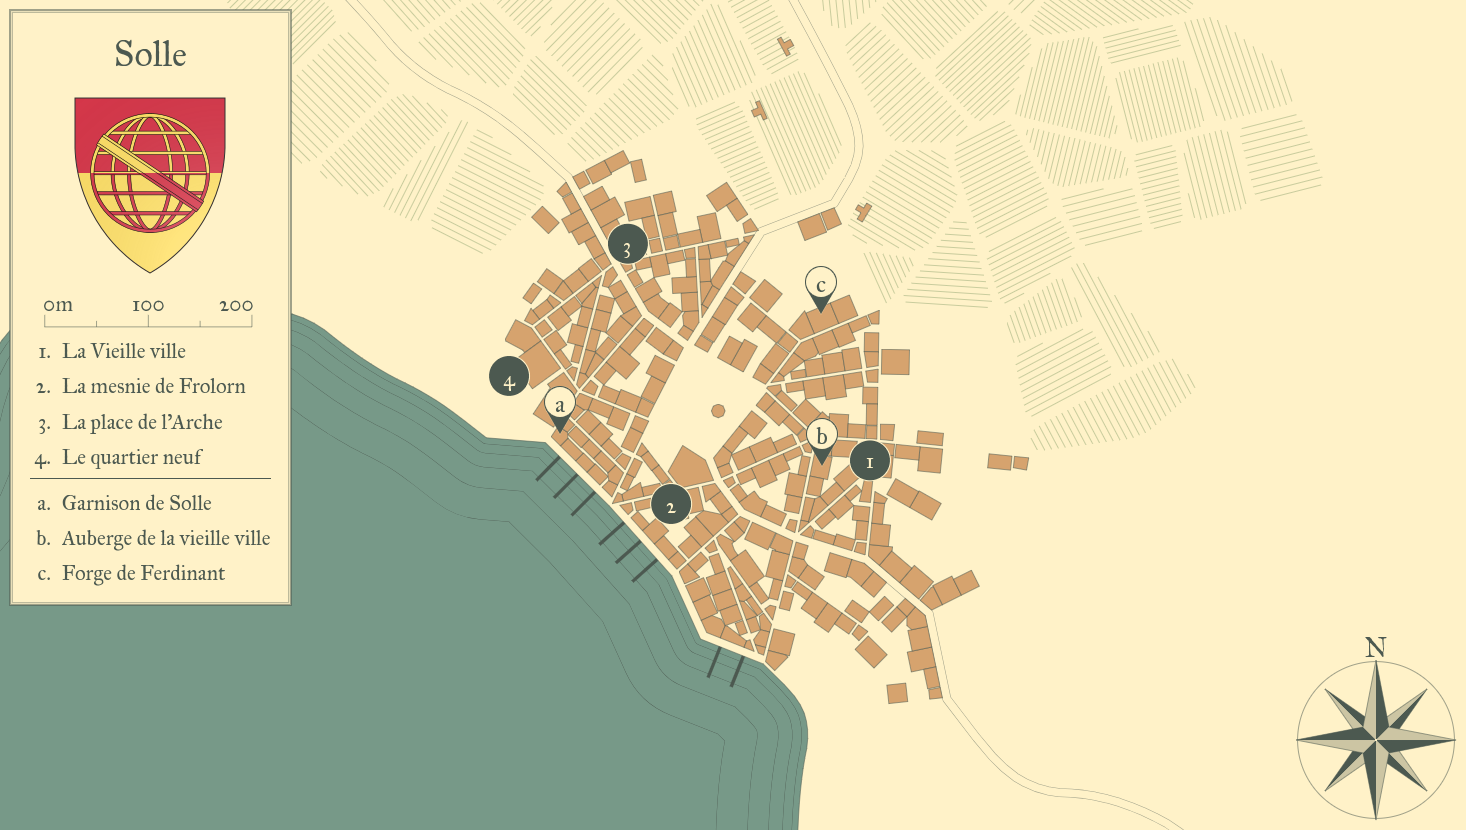 Solle
0m 100 200
1. La Vieille ville
2. La mesnie de Frolorn
3. La place de l'Arche
4. Le quartier neuf
a. Garnison de Solle
b. Auberge de la vieille ville
c. Forge de Ferdinant
3
c
4
a
b
1
2
N